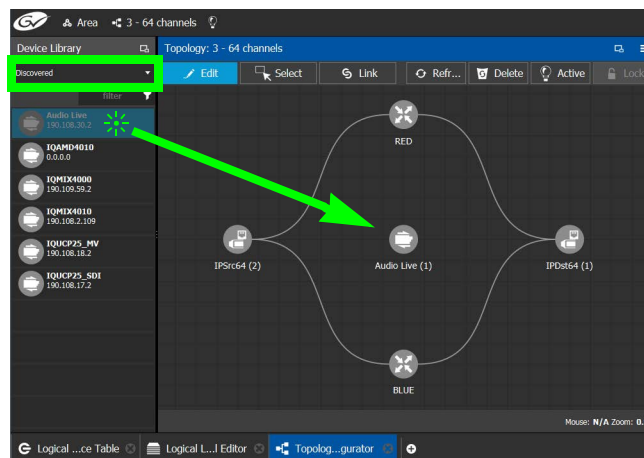 GV Area 3 - 64 channels
Device Library
Topology: 3 - 64 channels
Discovered
Edit Select Link Refr... Delete Active Lock
filter
Audio Live
190.108.30.2
IQAMD4010
0.0.0.0
IQMIX4000
190.109.59.2
IQMIX4010
190.108.2.109
IQUCP25_MV
190.108.18.2
IQUCP25_SDI
190.108.17.2
RED
IPSrc64 (2)
Audio Live (1)
IPDst64 (1)
BLUE
Mouse: N/A Zoom: 0.
Logical ...ce Table Logical L...l Editor Topolog...gurator